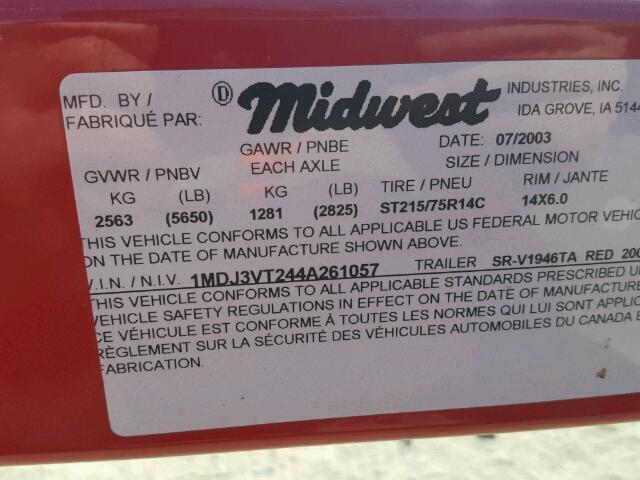 MFD. BY /
FABRIQUÉ PAR:
D Midwest INDUSTRIES, INC.
IDA GROVE, IA
GAWR / PNBE DATE: 07/2003
GVWR / PNBV EACH AXLE SIZE / DIMENSION
KG (LB) KG (LB) TIRE / PNEU RIM / JANTE
2563 (5650) 1281 (2825) ST215/75R14C 14X6.0
THIS VEHICLE CONFORMS TO ALL APPLICABLE US FEDERAL MOTOR VEHIC
ON THE DATE OF MANUFACTURE SHOWN ABOVE.
V.I.N. / N.I.V. 1MDJ3VT244A261057 TRAILER SR-V1946TA RED 200
THIS VEHICLE CONFORMS TO ALL APPLICABLE STANDARDS PRESCRIBED U
VEHICLE SAFETY REGULATIONS IN EFFECT ON THE DATE OF MANUFACTURE
CE VÉHICULE EST CONFORME À TOUTES LES NORMES QUI LUI SONT APPLICABL
RÈGLEMENT SUR LA SÉCURITÉ DES VÉHICULES AUTOMOBILES DU CANADA E
FABRICATION.